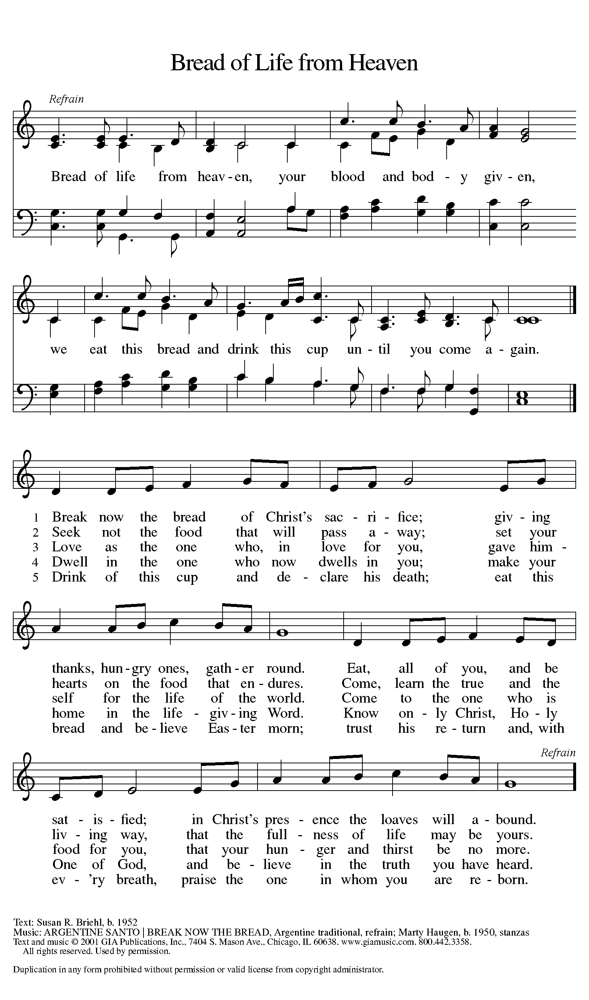 Bread of Life from Heaven
Refrain
Bread of life from heav - en, your blood and bod - y giv - en,
we eat this bread and drink this cup un - til you come a - gain.
1 Break now the bread of Christ's sac - ri - fice; giv - ing
2 Seek not the food that will pass a - way; set your
3 Love as the one who, in love for you, gave him -
4 Dwell in the one who now dwells in you; make your
5 Drink of this cup and de - clare his death; eat this
thanks, hun - gry ones, gath - er round. Eat, all of you, and be
hearts on the food that en - dures. Come, learn the true and the
self for the life of the world. Come to the one who is
home in the life - giv - ing Word. Know on - ly Christ, Ho - ly
bread and be - lieve Eas - ter morn; trust his re - turn and, with
Refrain
sat - is - fied; in Christ's pres - ence the loaves will a - bound.
liv - ing way, that the full - ness of life may be yours.
food for you, that your hun - ger and thirst be no more.
One of God, and be - lieve in the truth you have heard.
ev - 'ry breath, praise the one in whom you are re - born.
Text: Susan R. Briehl, b. 1952
Music: ARGENTINE SANTO | BREAK NOW THE BREAD, Argentine traditional, refrain; Marty Haugen, b. 1950, stanzas
Text and music © 2001 GIA Publications, Inc., 7404 S. Mason Ave., Chicago, IL 60638. www.giamusic.com. 800.442.3358.
All rights reserved. Used by permission.
Duplication in any form prohibited without permission or valid license from copyright administrator.